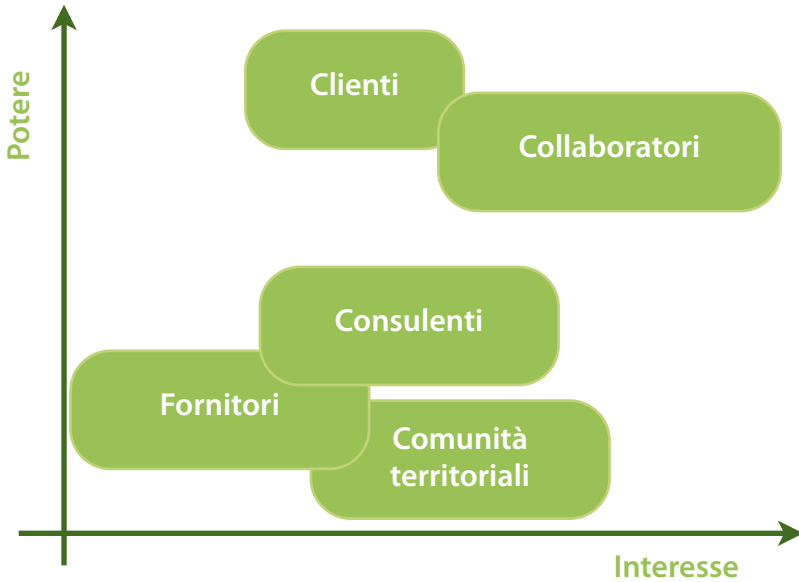 Potere
Clienti
Collaboratori
Consulenti
Fornitori
Comunità
territoriali
Interesse